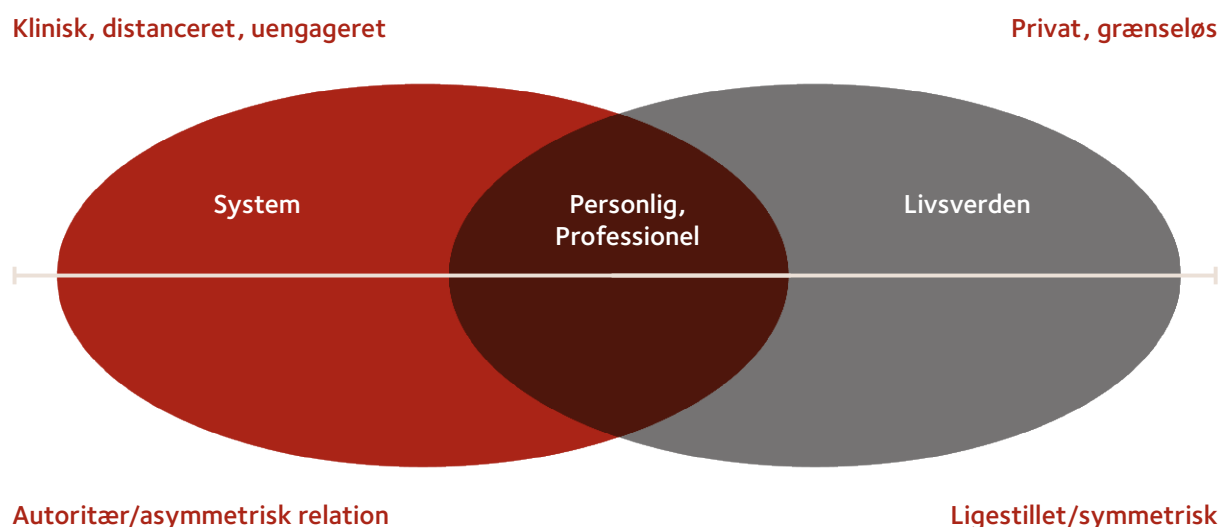 Klinisk, distanceret, uengageret
Privat, grænseløs
System
Personlig,
Professionel
Livsverden
Autoritær/asymmetrisk relation
Ligestillet/symmetrisk